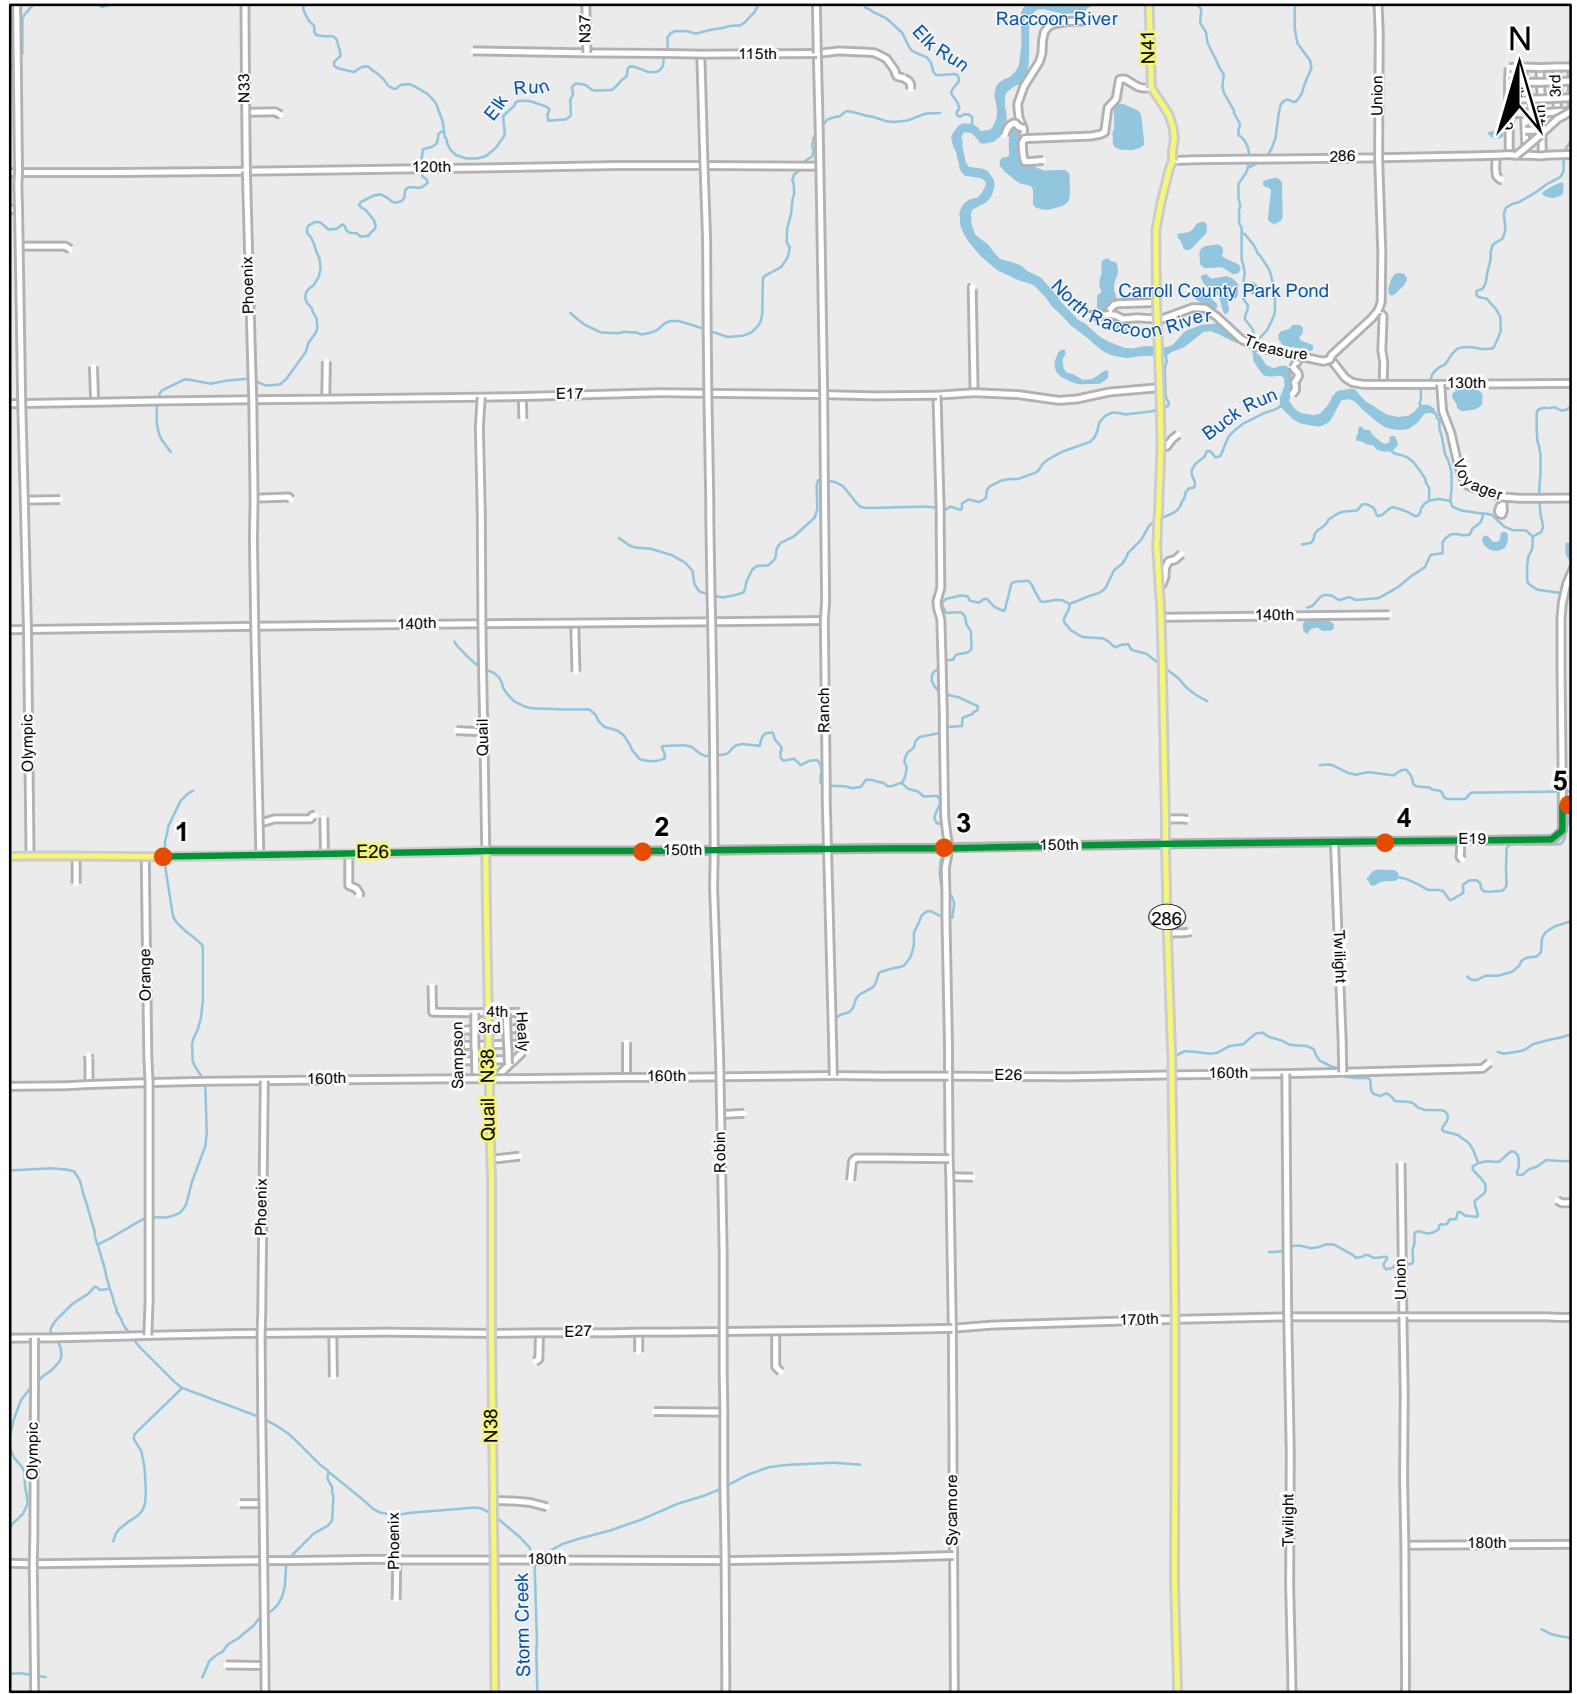 Raccoon River
N37
Elk Run
N41
N
115th
N33
Union
3rd
Elk Run
286
120th
Phoenix
Carroll County Park Pond
North Raccoon River
Treasure
130th
E17
Buck Run
Voyager
140th
140th
Olympic
Quail
Ranch
5
1
2
3
4
E26
150th
150th
E19
286
Orange
Twilight
4th
3rd
Healy
Sampson
N38
160th
160th
E26
160th
Quail
Robin
Phoenix
Union
170th
E27
N38
Olympic
Sycamore
Twilight
Phoenix
180th
180th
Storm Creek